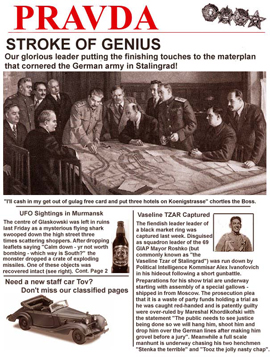 PRAVDA
STROKE OF GENIUS
Our glorious leader putting the finishing touches to the materplan
that cornered the German army in Stalingrad!
"I'll cash in my get out of gulag free card and put three hotels on Koenigstrasse" chortles the Boss.
UFO Sightings in Murmansk
The centre of Glaskowski was left in ruins
last Friday as a mysterious flying shark
swooped down the high street three
times scattering shoppers. After dropping
leaflets saying "Calm down - yr not worth
bombing - which way is South?" the
monster dropped a crate of exploding
missiles. One of these objects was
recovered intact (see right). Cont. Page 2
Need a new staff car Tov?
Don't miss our classified pages
Vaseline TZAR Captured
The fiendish leader leader of
a black market ring was
captured last week. Disguised
as squadron leader of the 69
GIAP Mayor Roshko (but
commonly known as the
Vaseline Tzar of Stalingrad") was run down by
Political Intelligence Kommisar Alex Ivanofovich
in his hideout following a short gunbattle.
Preparations for his show trial are underway
starting with assembly of a special gallows -
shipped in from Moscow. The prosecution plea
that it is a waste of party funds holding a trial as
he was caught red-handed and is patently guilty
were over-ruled by Mareshal Khordikofski with
the statement "The public needs to see justice
being done so we will hang him, shoot him and
drop him over the German lines after making him
grovel before a jury". Meanwhile a full scale
manhunt is underway chasing his two henchmen
"Stenka the terrible" and "Tooz the jolly nasty chap"